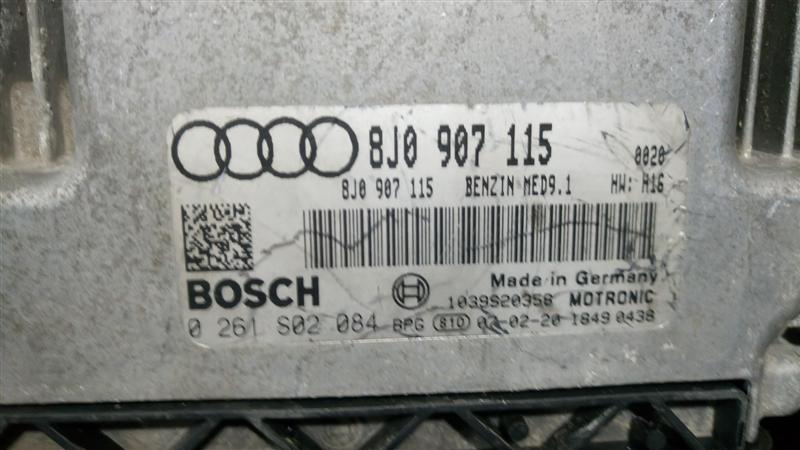 8J0 907 115 0020
8J0 907 115 BENZIN MED9.1 HW: H16
BOSCH Made in Germany
1039S20356 MOTRONIC
0 261 S02 084 BPG 810 07-02-20 1849 0438